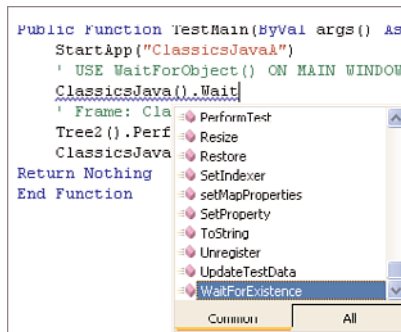 Public Function TestMain(ByVal args() As
StartApp("ClassicsJavaA")
' USE WaitForObject() ON MAIN WINDOW
ClassicsJava().Wait
' Frame: Cla
Tree2().Perf
ClassicsJava
Return Nothing
End Function
PerformTest
Resize
Restore
SetIndexer
setMapProperties
SetProperty
ToString
Unregister
UpdateTestData
WaitForExistence
Common
All